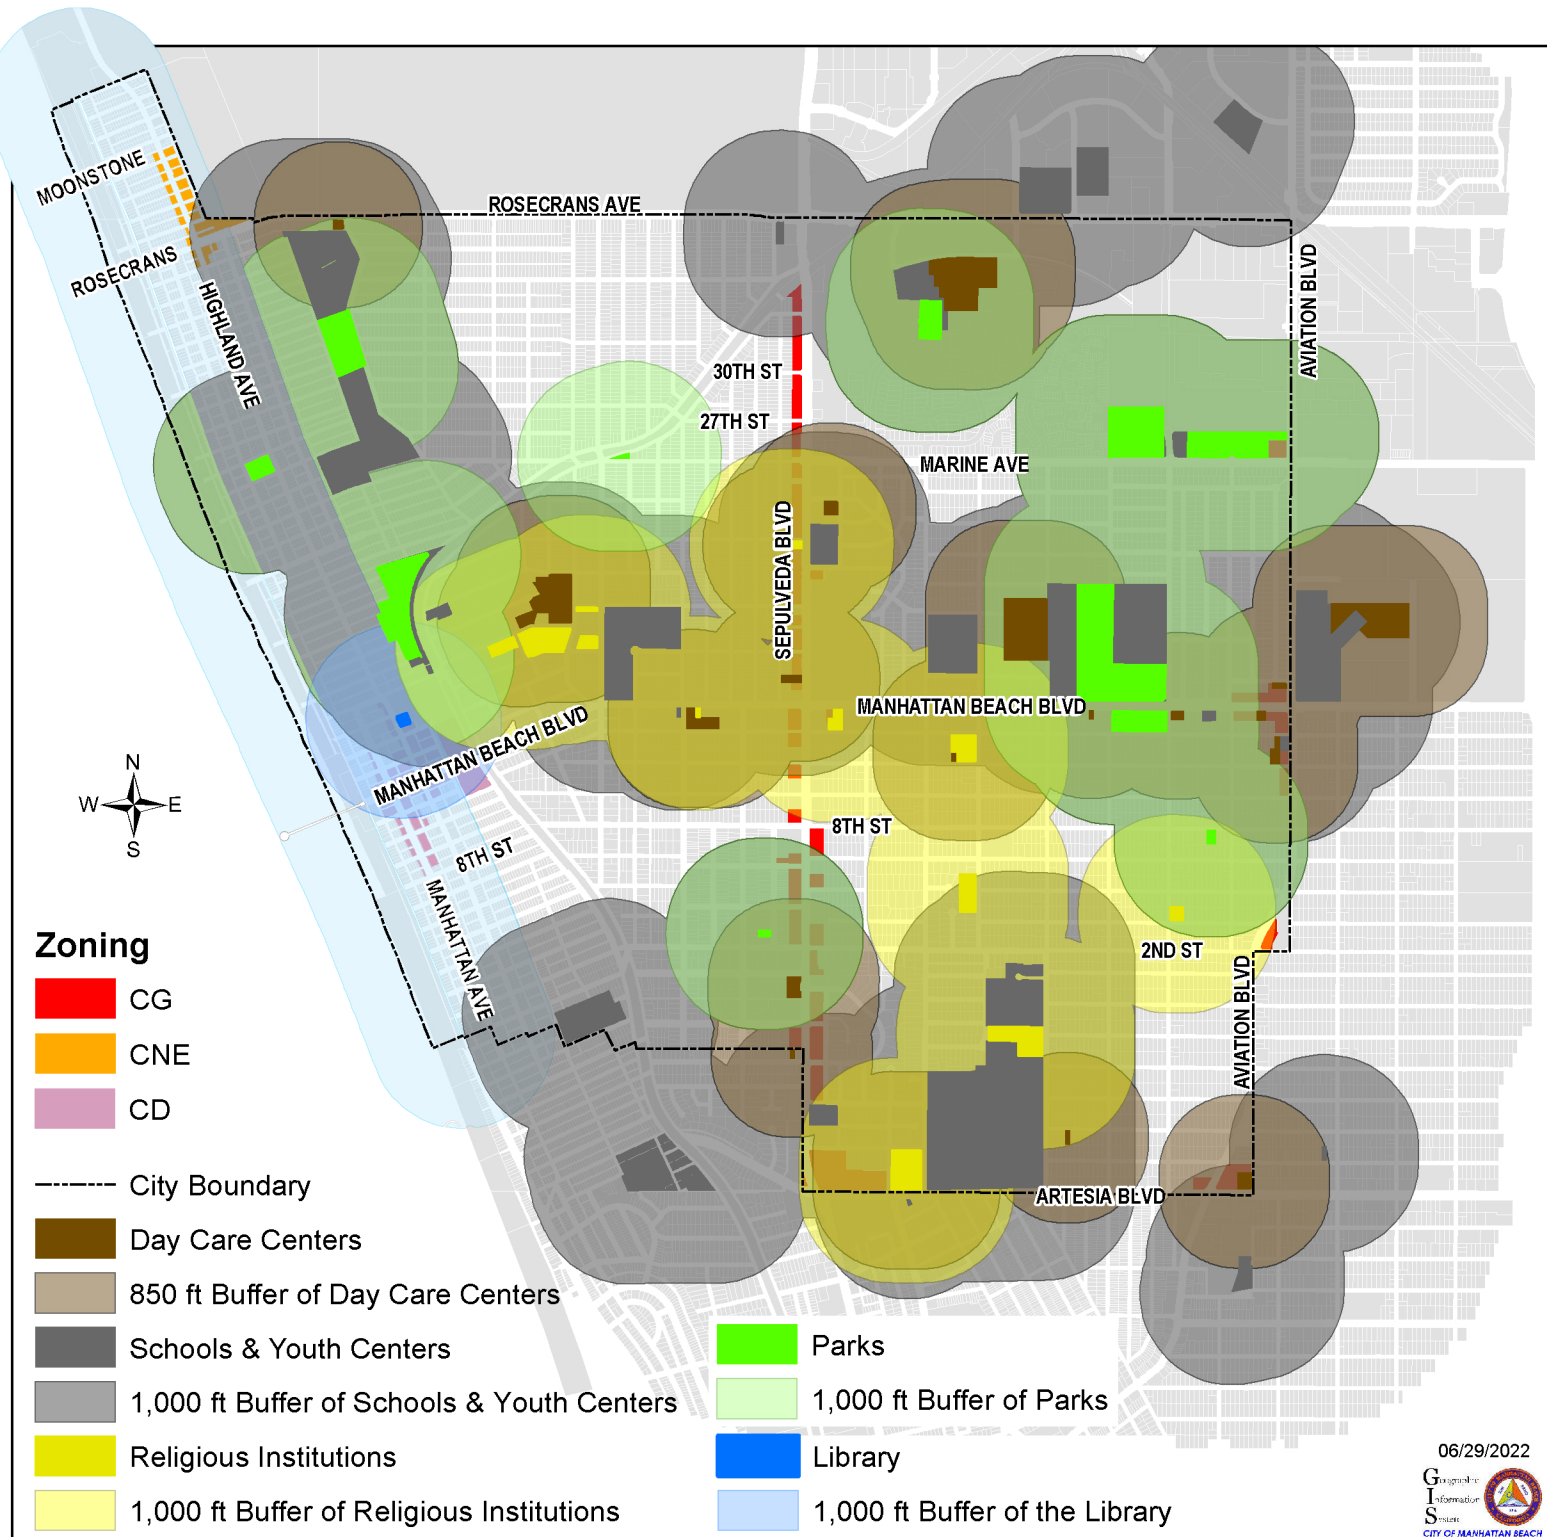 MOONSTONE
ROSECRANS AVE
ROSECRANS
HIGHLAND AVE
AVIATION BLVD
30TH ST
27TH ST
MARINE AVE
SEPULVEDA BLVD
MANHATTAN BEACH BLVD
MANHATTAN BEACH BLVD
N
W E
S
8TH ST
8TH ST
MANHATTAN AVE
2ND ST
AVIATION BLVD
ARTESIA BLVD
Zoning
CG
CNE
CD
City Boundary
Day Care Centers
850 ft Buffer of Day Care Centers
Schools & Youth Centers
1,000 ft Buffer of Schools & Youth Centers
Religious Institutions
1,000 ft Buffer of Religious Institutions
Parks
1,000 ft Buffer of Parks
Library
1,000 ft Buffer of the Library
06/29/2022
Geographic
Information
System
CITY OF MANHATTAN BEACH